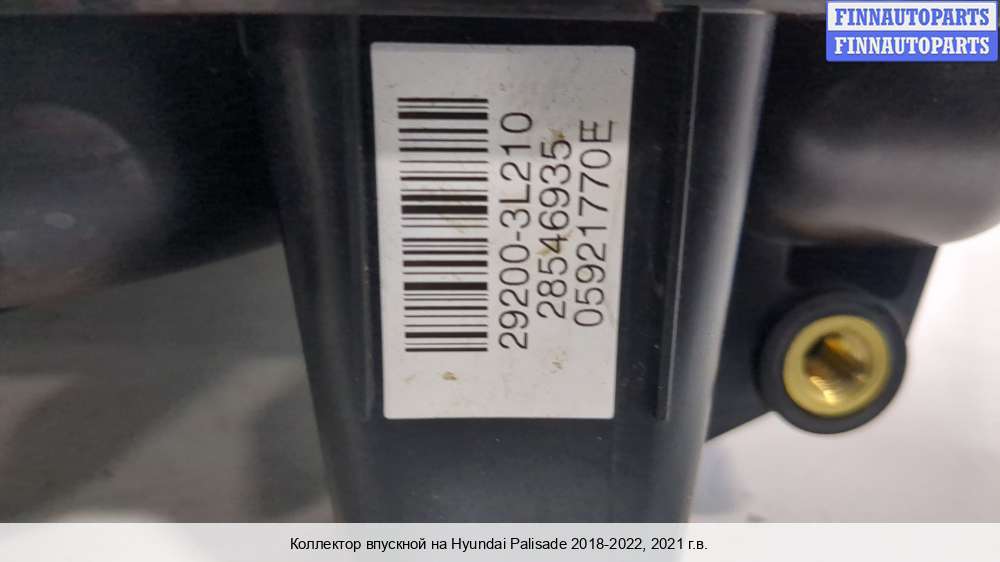 FINNAUTOPARTS
FINNAUTOPARTS
29200-3L210
28546935
05921770E
Коллектор впускной на Hyundai Palisade 2018-2022, 2021 г.в.